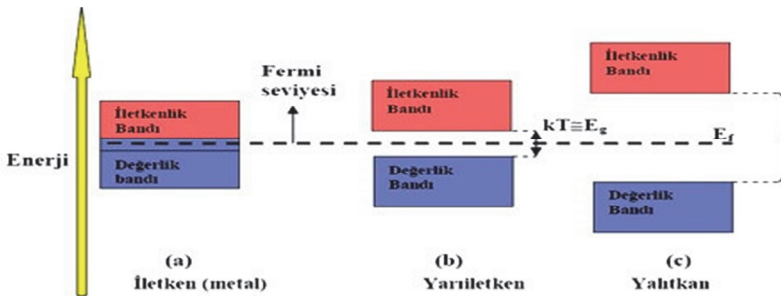 Enerji
İletkenlik
Bandı
Değerlik
bandı
(a)
İletken (metal)
Fermi
seviyesi
İletkenlik
Bandı
kT≅Eg
Değerlik
Bandı
(b)
Yarıiletken
İletkenlik
Bandı
Ef
Değerlik
Bandı
(c)
Yalıtkan